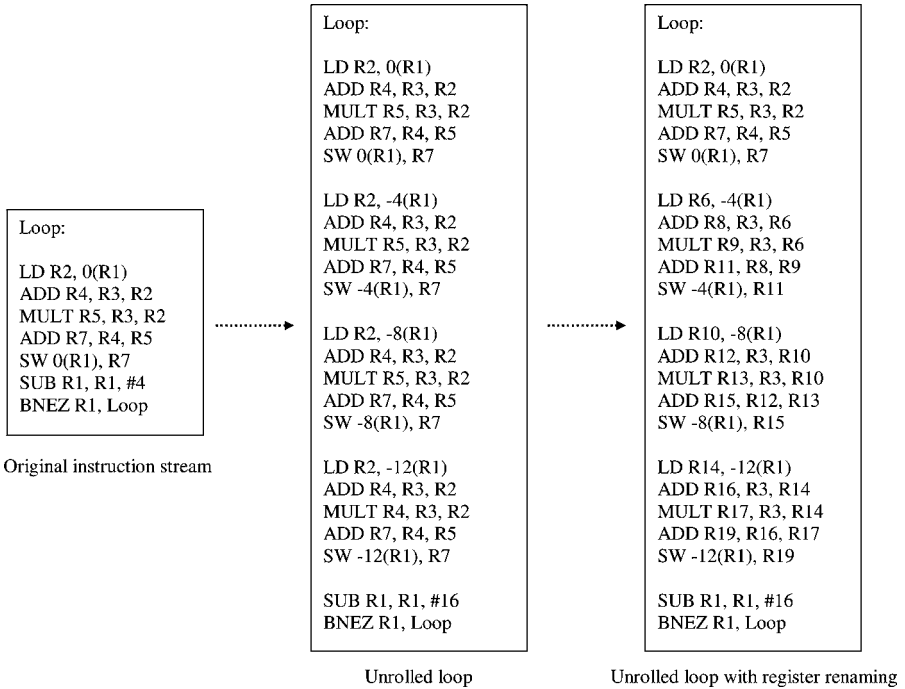 Loop:
LD R2, 0(R1)
ADD R4, R3, R2
MULT R5, R3, R2
ADD R7, R4, R5
SW 0(R1), R7
SUB R1, R1, #4
BNEZ R1, Loop
Original instruction stream
Loop:
LD R2, 0(R1)
ADD R4, R3, R2
MULT R5, R3, R2
ADD R7, R4, R5
SW 0(R1), R7
LD R2, -4(R1)
ADD R4, R3, R2
MULT R5, R3, R2
ADD R7, R4, R5
SW -4(R1), R7
LD R2, -8(R1)
ADD R4, R3, R2
MULT R5, R3, R2
ADD R7, R4, R5
SW -8(R1), R7
LD R2, -12(R1)
ADD R4, R3, R2
MULT R4, R3, R2
ADD R7, R4, R5
SW -12(R1), R7
SUB R1, R1, #16
BNEZ R1, Loop
Unrolled loop
Loop:
LD R2, 0(R1)
ADD R4, R3, R2
MULT R5, R3, R2
ADD R7, R4, R5
SW 0(R1), R7
LD R6, -4(R1)
ADD R8, R3, R6
MULT R9, R3, R6
ADD R11, R8, R9
SW -4(R1), R11
LD R10, -8(R1)
ADD R12, R3, R10
MULT R13, R3, R10
ADD R15, R12, R13
SW -8(R1), R15
LD R14, -12(R1)
ADD R16, R3, R14
MULT R17, R3, R14
ADD R19, R16, R17
SW -12(R1), R19
SUB R1, R1, #16
BNEZ R1, Loop
Unrolled loop with register renaming